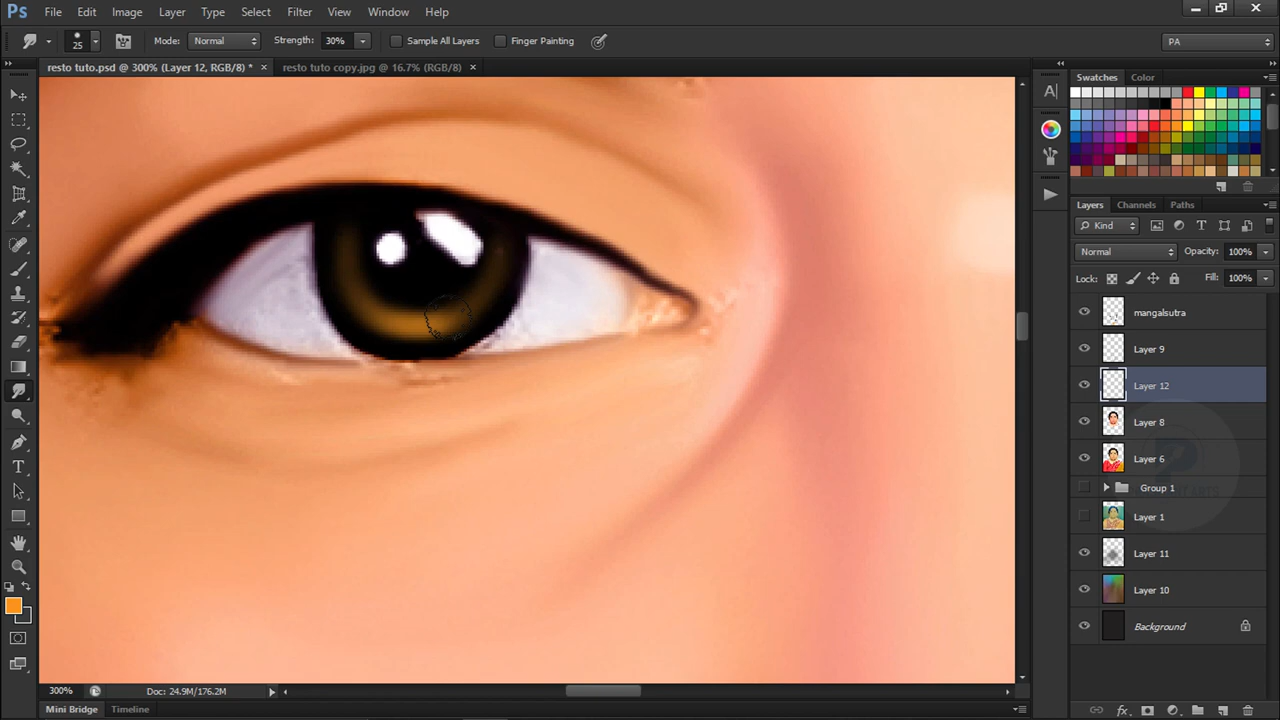 Ps File Edit Image Layer Type Select Filter View Window Help
25 Mode: Normal Strength: 30% Sample All Layers Finger Painting PA
resto tuto.psd @ 300% (Layer 12, RGB/8) * × resto tuto copy.jpg @ 16.7% (RGB/8) ×
Swatches Color
Layers Channels Paths
Kind
Normal Opacity: 100%
Lock: Fill: 100%
mangalsutra
Layer 9
Layer 12
Layer 8
Layer 6
Group 1
Layer 1
Layer 11
Layer 10
Background
300% Doc: 24.9M/176.2M
Mini Bridge Timeline